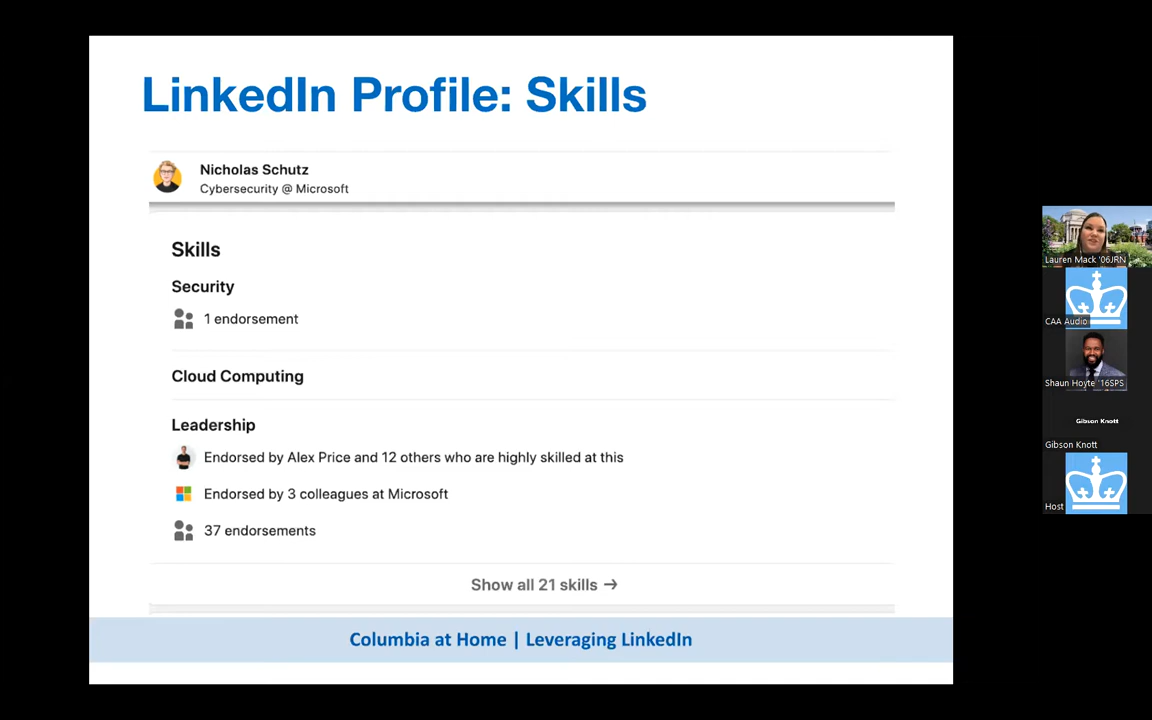 LinkedIn Profile: Skills
Nicholas Schutz
Cybersecurity @ Microsoft
Skills
Security
1 endorsement
Cloud Computing
Leadership
Endorsed by Alex Price and 12 others who are highly skilled at this
Endorsed by 3 colleagues at Microsoft
37 endorsements
Show all 21 skills →
Columbia at Home | Leveraging LinkedIn
Lauren Mack '06JRN
CAA Audio
Shaun Hoyte '16SPS
Gibson Knott
Gibson Knott
Host